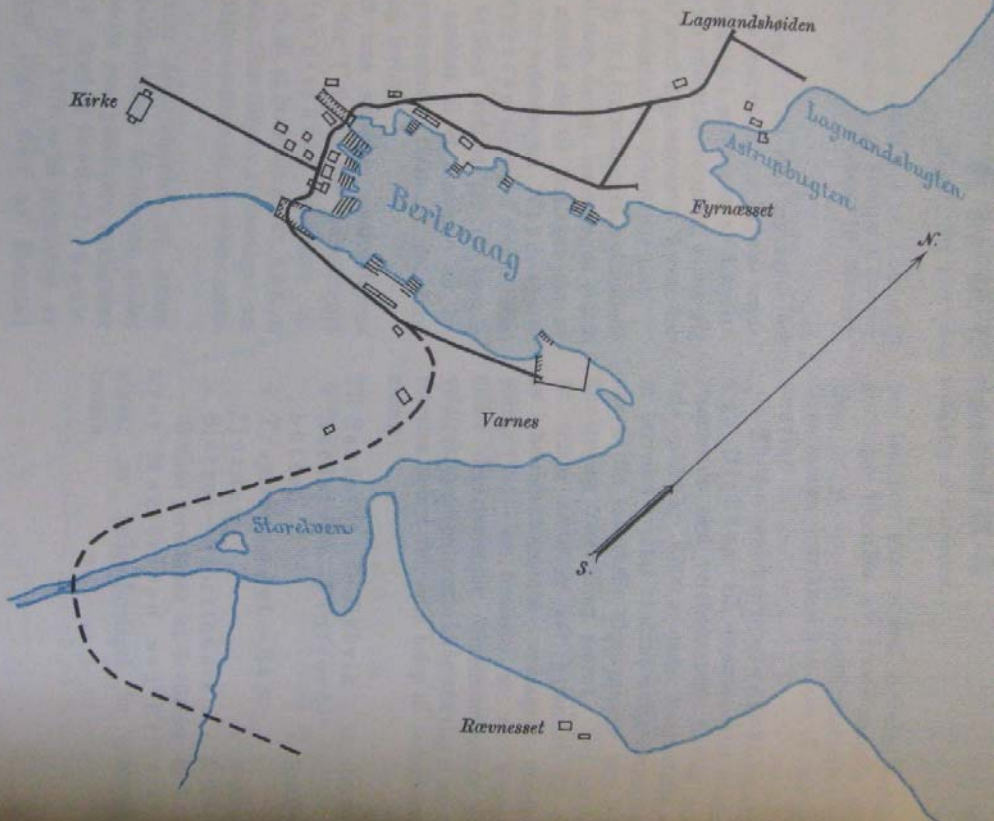 Lagmandshøiden
Kirke
Lagmandsbugten
Astrupbugten
Berlevaag
Fyrnæsset
N.
Varnes
Storelven
S.
Rævnesset